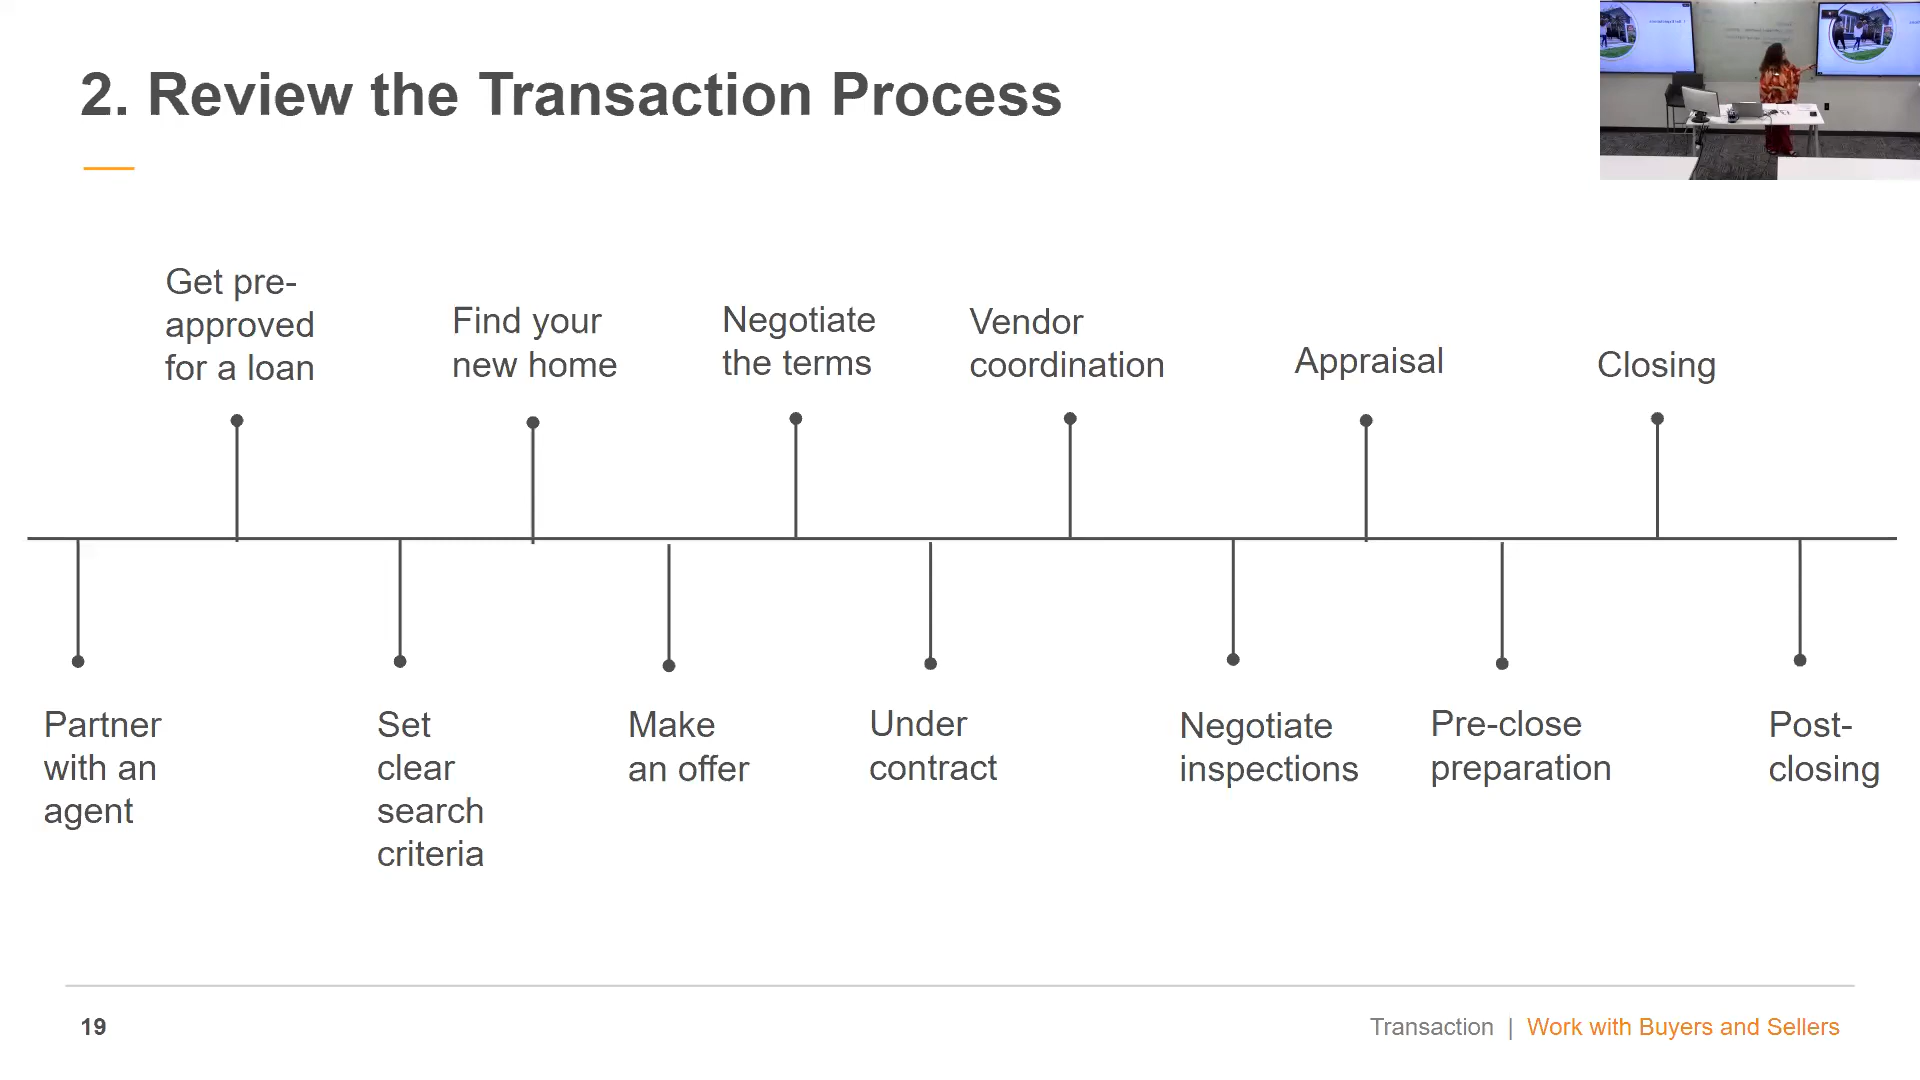 2. Review the Transaction Process
Get pre-
approved
for a loan
Find your
new home
Negotiate
the terms
Vendor
coordination
Appraisal
Closing
Partner
with an
agent
Set
clear
search
criteria
Make
an offer
Under
contract
Negotiate
inspections
Pre-close
preparation
Post-
closing
19
Transaction | Work with Buyers and Sellers